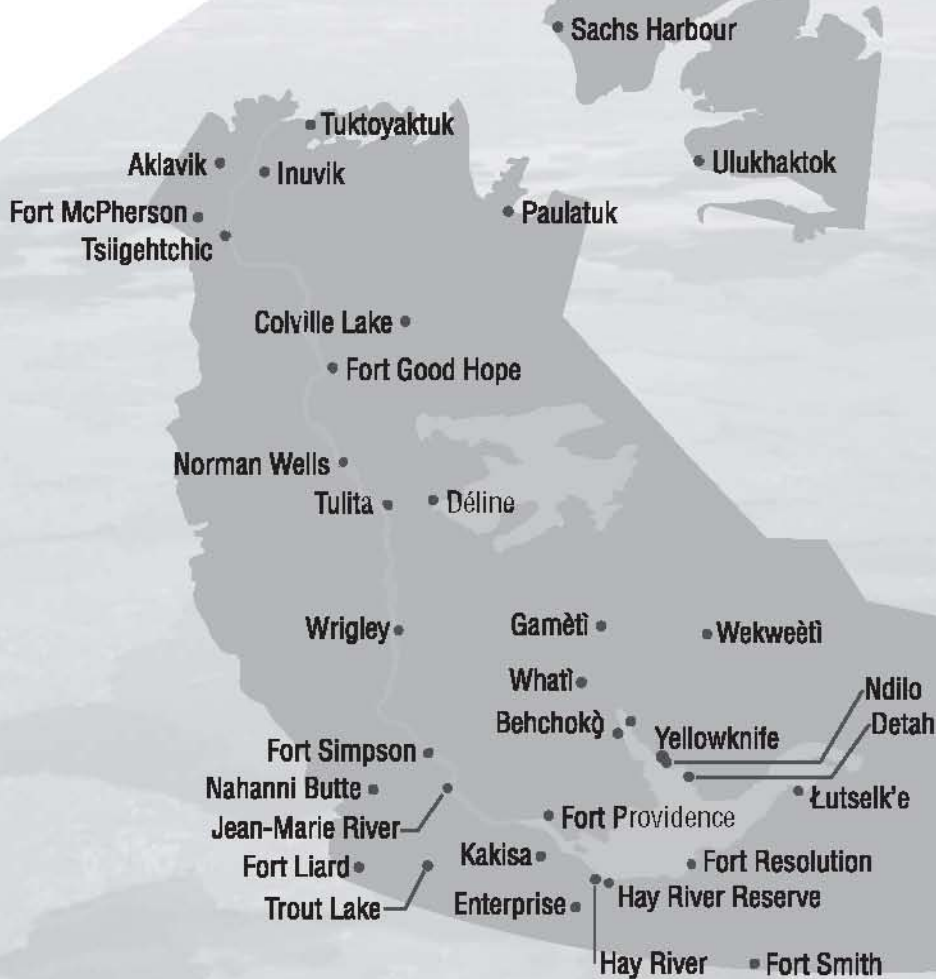 Sachs Harbour
Tuktoyaktuk
Aklavik
Inuvik
Ulukhaktok
Fort McPherson
Paulatuk
Tsiigehtchic
Colville Lake
Fort Good Hope
Norman Wells
Tulita
Déline
Wrigley
Gamètì
Wekweètì
Whatì
Ndilo
Behchokǫ̀
Detah
Yellowknife
Fort Simpson
Nahanni Butte
Łutselk'e
Jean-Marie River
Fort Providence
Kakisa
Fort Liard
Fort Resolution
Trout Lake
Enterprise
Hay River Reserve
Hay River
Fort Smith